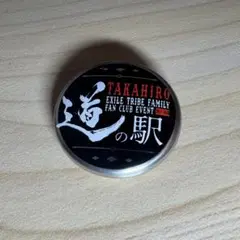 TAKAHIRO
EXILE TRIBE FAMILY
FAN CLUB EVENT
道の駅